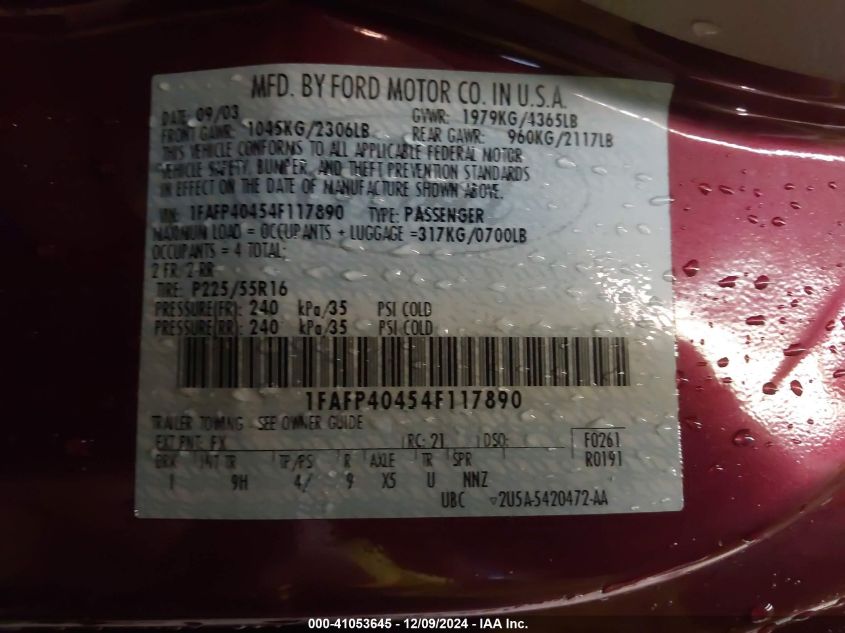 MFD. BY FORD MOTOR CO. IN U.S.A.
DATE 09/03 GVWR: 1979KG/4365LB
FRONT GAWR: 1045KG/2306LB REAR GAWR: 960KG/2117LB
THIS VEHICLE CONFORMS TO ALL APPLICABLE FEDERAL MOTOR
VEHICLE SAFETY, BUMPER, AND THEFT PREVENTION STANDARDS
IN EFFECT ON THE DATE OF MANUFACTURE SHOWN ABOVE.
VIN: 1FAFP40454F117890 TYPE: PASSENGER
MAXIMUM LOAD = OCCUPANTS + LUGGAGE =317KG/0700LB
OCCUPANTS = 4 TOTAL;
2 FR/2 RR
TIRE: P225/55R16
PRESSURE(FR): 240 kPa/35 PSI COLD
PRESSURE(RR): 240 kPa/35 PSI COLD
1FAFP40454F117890
TRAILER TOWING - SEE OWNER GUIDE
EXT PNT: FX RC: 21 DSO: F0261
BRK INT TR TP/PS R AXLE TR SPR R0191
1 9H 4/ 9 X5 U NNZ
UBC ▽2U5A-5420472-AA
000-41053645 - 12/09/2024 - IAA Inc.